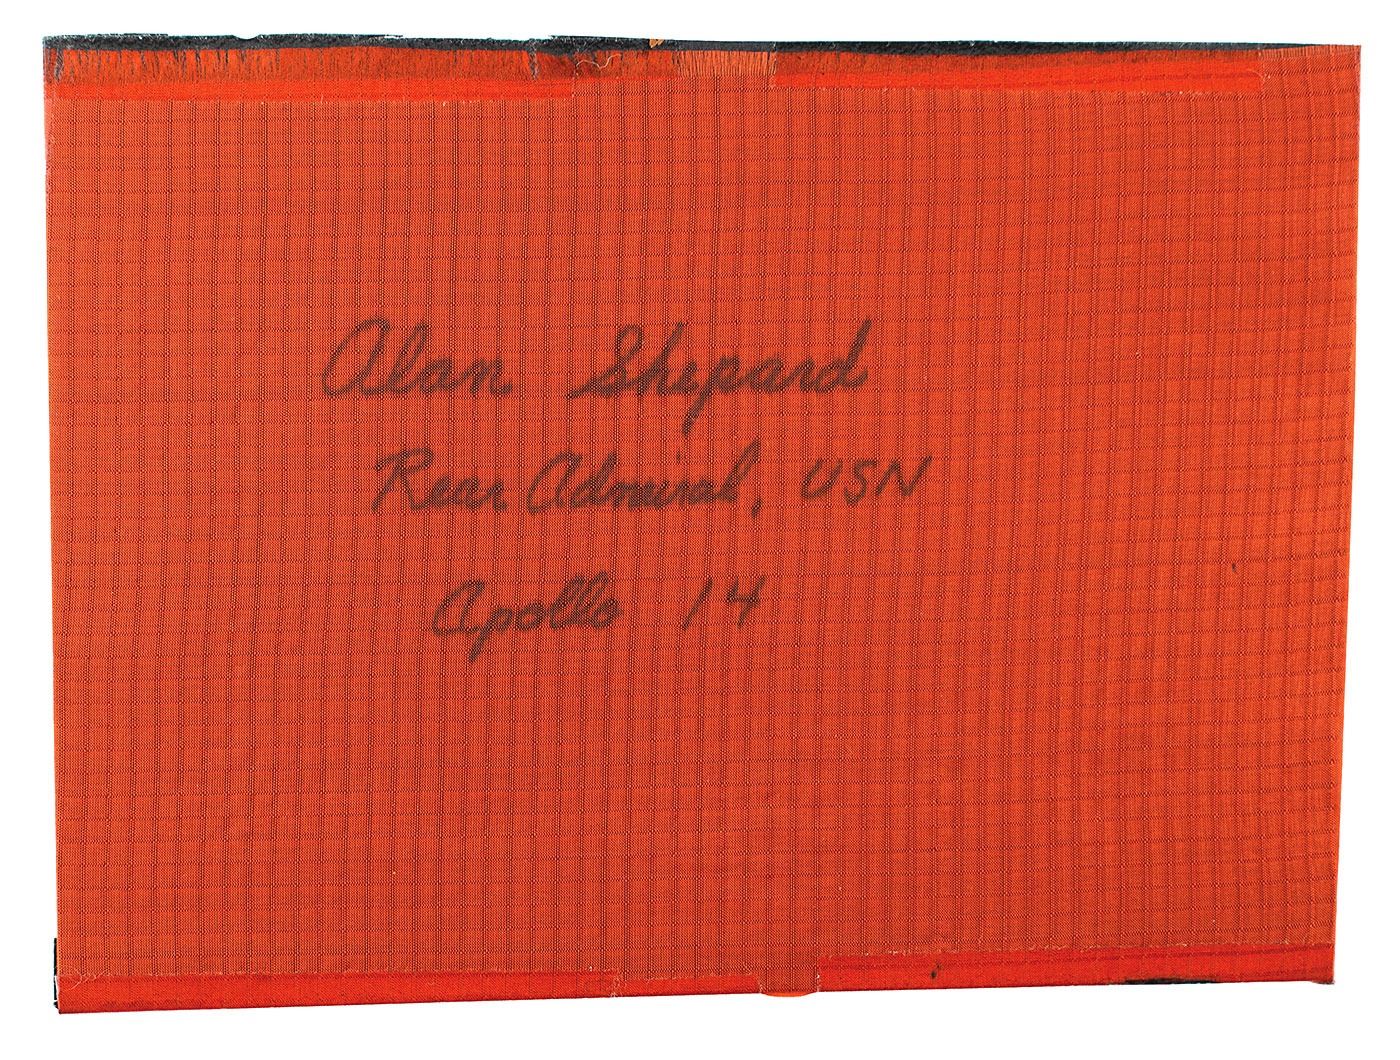 Alan Shepard
Rear Admiral, USN
Apollo 14